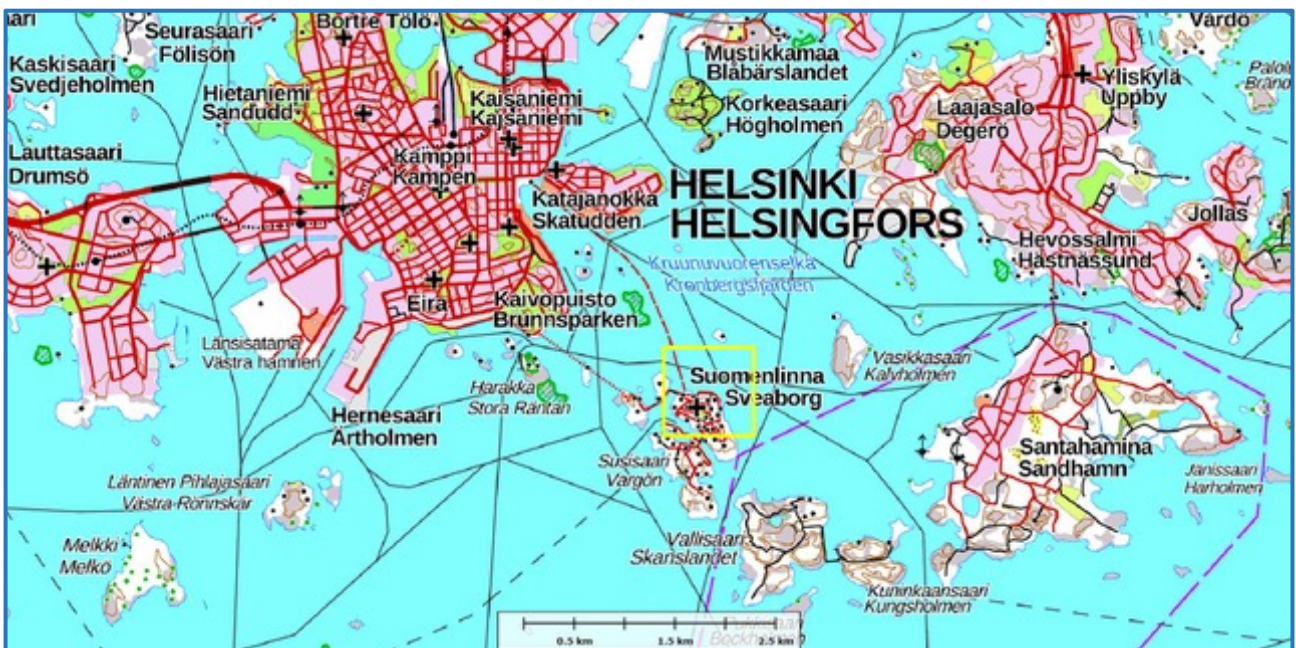 Seurasaari
Fölisön
Bortre Tölö
Vårdö
Kaskisaari
Svedjeholmen
Hietaniemi
Sandudd
Kaisaniemi
Kajsaniemi
Mustikkamaa
Blåbärslandet
Korkeasaari
Högholmen
Yliskylä
Uppby
Laajasalo
Degerö
Lauttasaari
Drumsö
Kamppi
Kampen
Katajanokka
Skatudden
HELSINKI
HELSINGFORS
Jollas
Hevossalmi
Hästnässund
Kruunuvuorenselkä
Kronbergsfjärden
Eira
Kaivopuisto
Brunnsparken
Länsisatama
Västra hamnen
Vasikkasaari
Kalvholmen
Harakka
Stora Räntan
Suomenlinna
Sveaborg
Hernesaari
Ärtholmen
Susisaari
Vargön
Santahamina
Sandhamn
Janissaari
Harholmen
Läntinen Pihlajasaari
Västra-Rönnskär
Melkki
Melkö
Vallisaari
Skanslandet
Kuninkaansaari
Kungsholmen
0.5 km
1.5 km
2.5 km